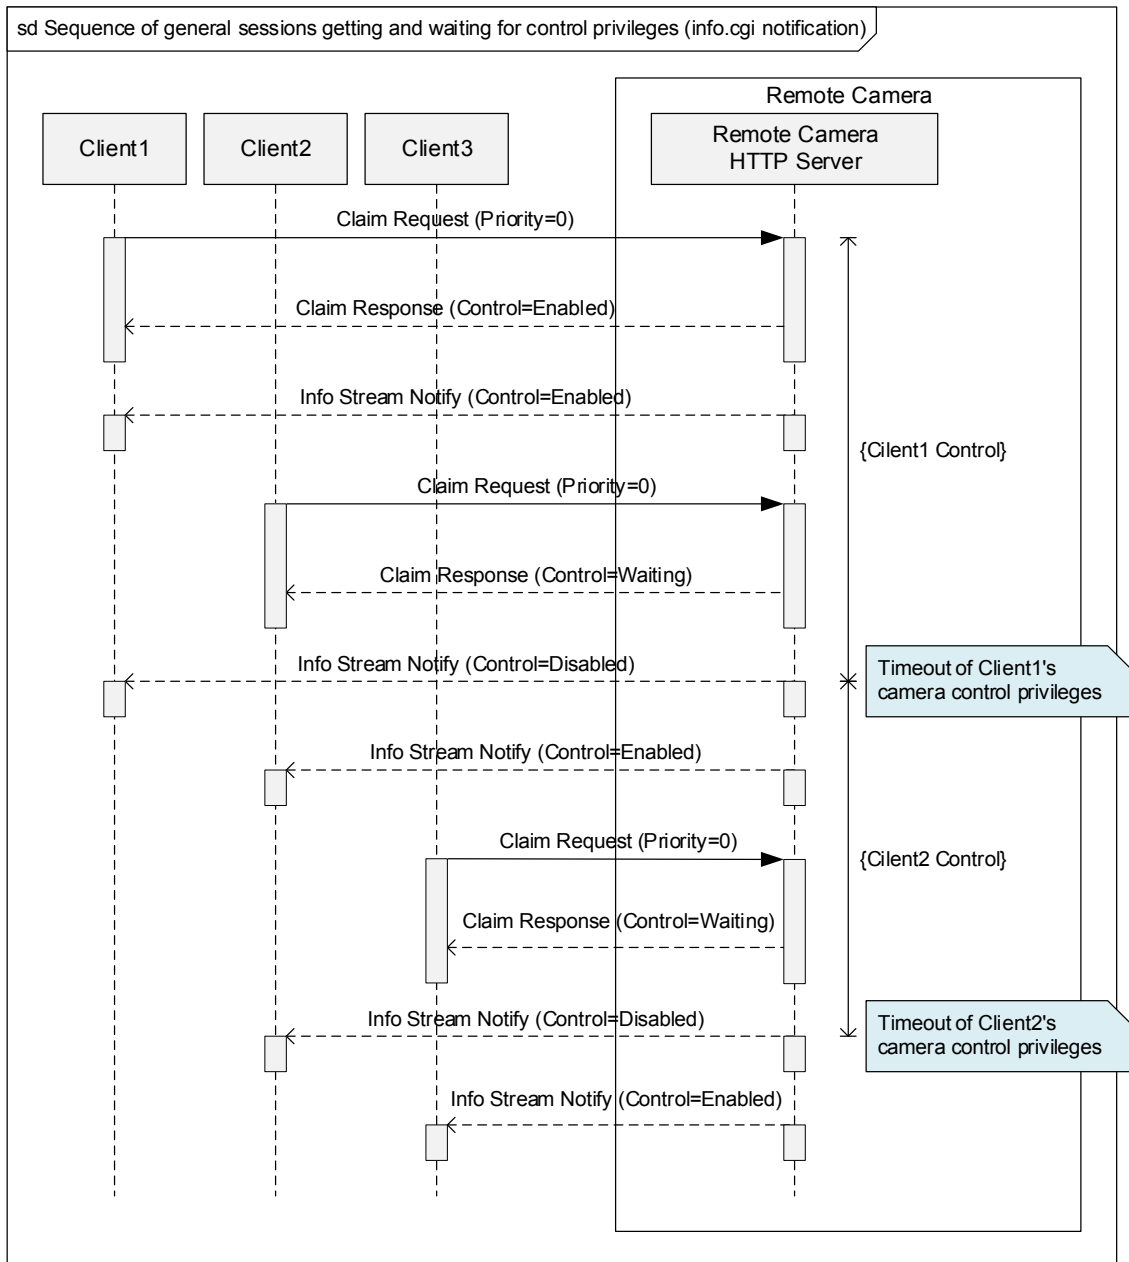 sd Sequence of general sessions getting and waiting for control privileges (info.cgi notification)
Remote Camera
Client1
Client2
Client3
Remote Camera
HTTP Server
Claim Request (Priority=0)
Claim Response (Control=Enabled)
Info Stream Notify (Control=Enabled)
{Cilent1 Control}
Claim Request (Priority=0)
Claim Response (Control=Waiting)
Info Stream Notify (Control=Disabled)
Timeout of Client1's
camera control privileges
Info Stream Notify (Control=Enabled)
Claim Request (Priority=0)
{Cilent2 Control}
Claim Response (Control=Waiting)
Info Stream Notify (Control=Disabled)
Timeout of Client2's
camera control privileges
Info Stream Notify (Control=Enabled)